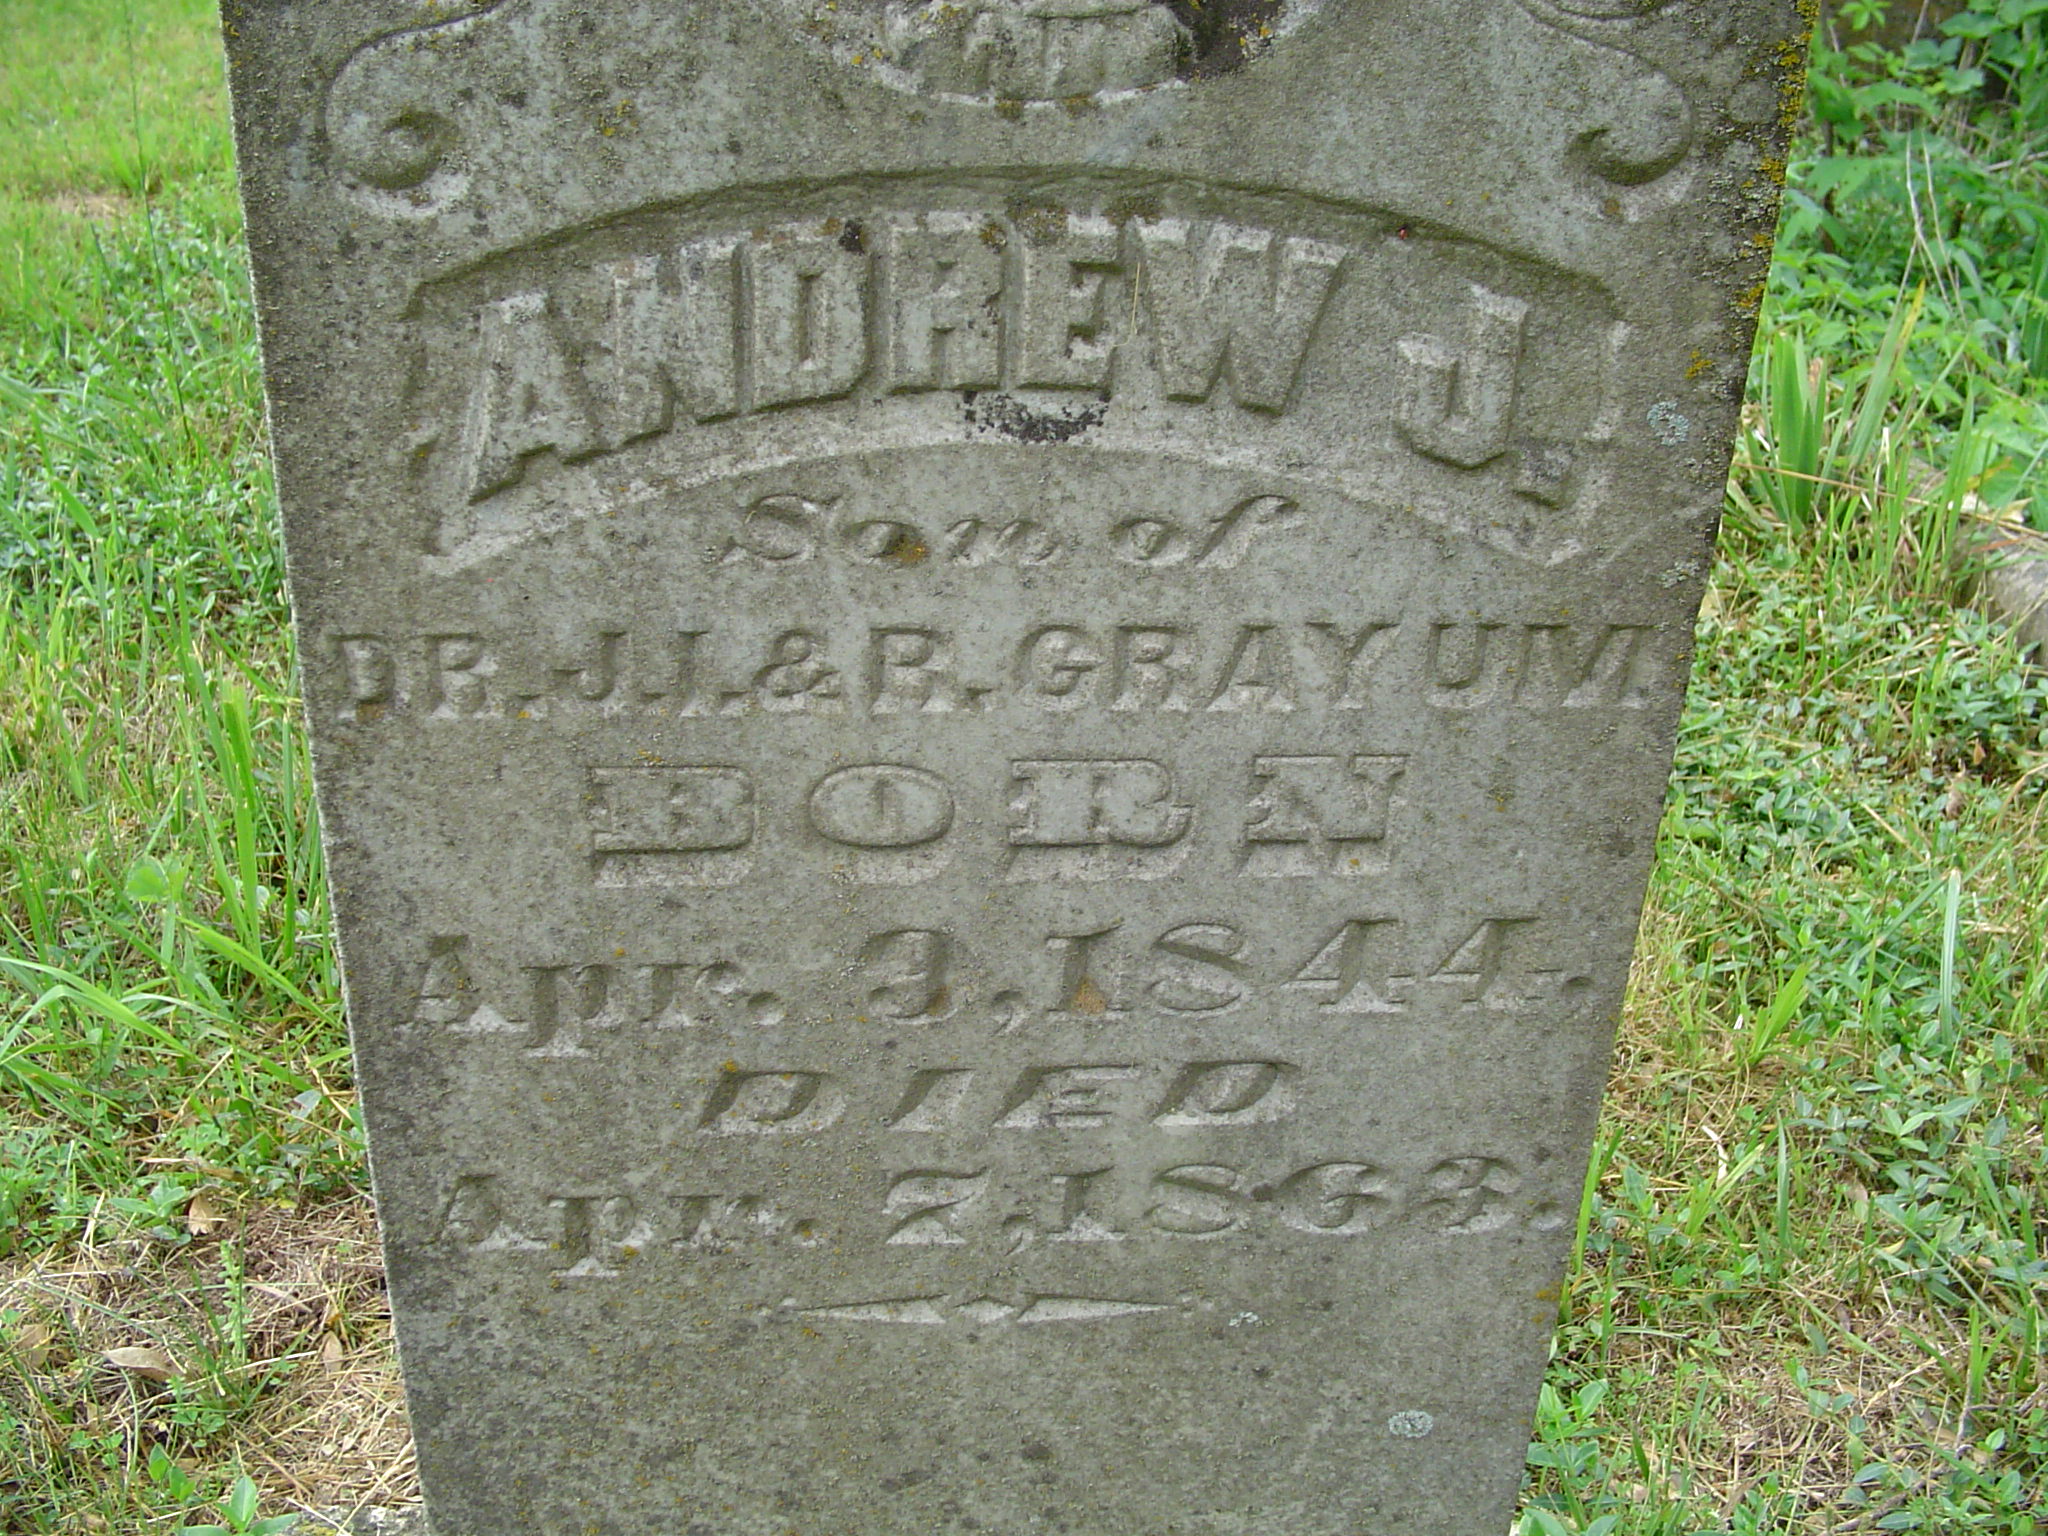 ANDREW J.
Son of
DR. J. I. & R. GRAYUM
BORN
Apr. 3, 1844.
DIED
Apr. 7, 1863.